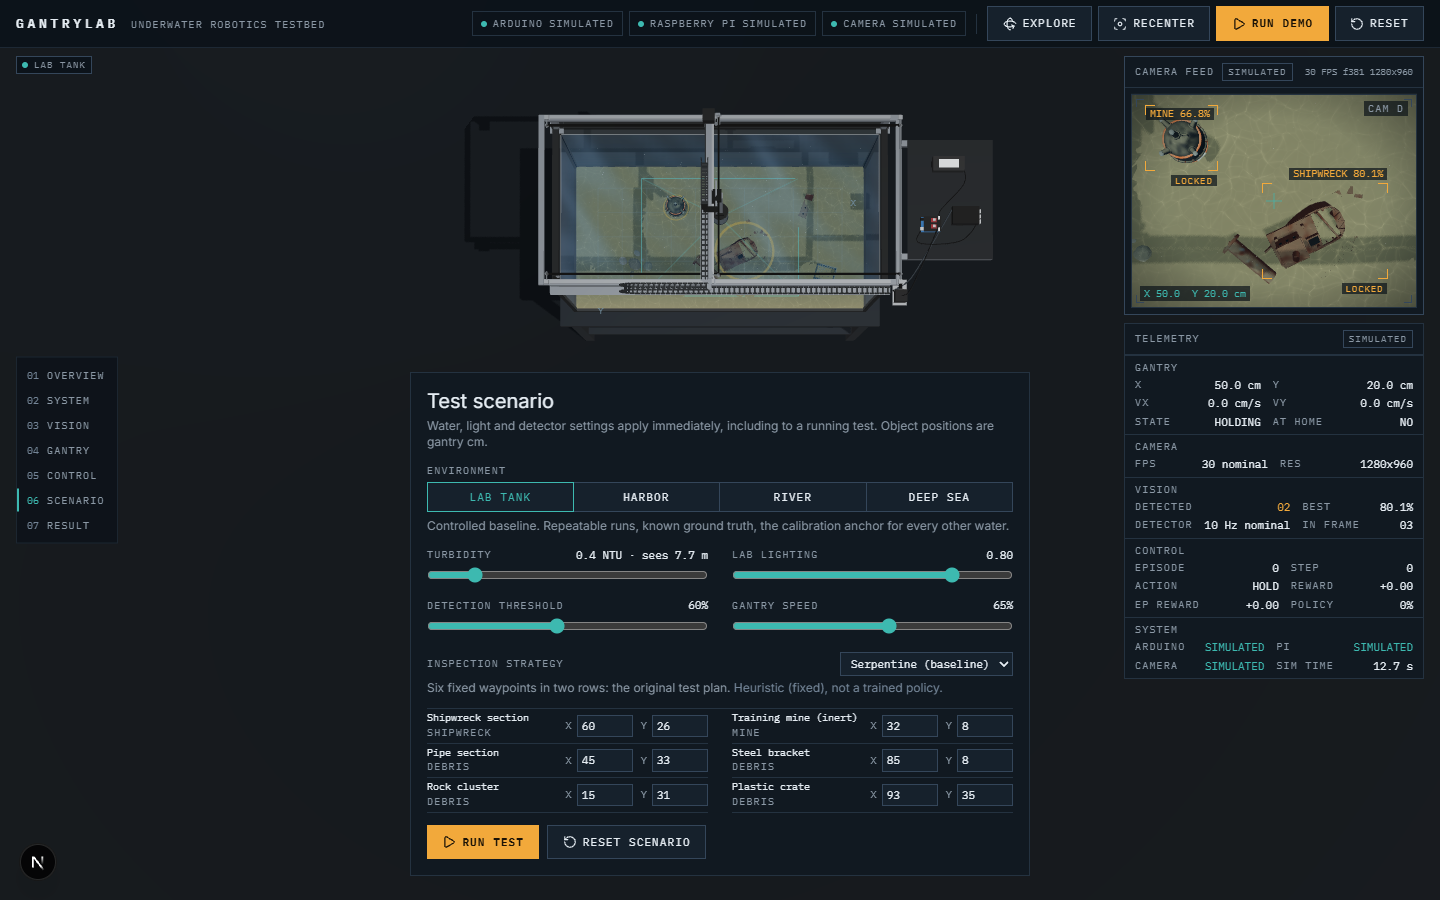 GANTRYLAB UNDERWATER ROBOTICS TESTBED
ARDUINO SIMULATED
RASPBERRY PI SIMULATED
CAMERA SIMULATED
EXPLORE
RECENTER
RUN DEMO
RESET
LAB TANK
01 OVERVIEW
02 SYSTEM
03 VISION
04 GANTRY
05 CONTROL
06 SCENARIO
07 RESULT
X
Y
Test scenario
Water, light and detector settings apply immediately, including to a running test. Object positions are
gantry cm.
ENVIRONMENT
LAB TANK
HARBOR
RIVER
DEEP SEA
Controlled baseline. Repeatable runs, known ground truth, the calibration anchor for every other water.
TURBIDITY 0.4 NTU · sees 7.7 m
LAB LIGHTING 0.80
DETECTION THRESHOLD 60%
GANTRY SPEED 65%
INSPECTION STRATEGY Serpentine (baseline)
Six fixed waypoints in two rows: the original test plan. Heuristic (fixed), not a trained policy.
Shipwreck section X 60 Y 26
SHIPWRECK
Training mine (inert) X 32 Y 8
MINE
Pipe section X 45 Y 33
DEBRIS
Steel bracket X 85 Y 8
DEBRIS
Rock cluster X 15 Y 31
DEBRIS
Plastic crate X 93 Y 35
DEBRIS
RUN TEST
RESET SCENARIO
N
CAMERA FEED SIMULATED 30 FPS f381 1280x960
MINE 66.8%
CAM D
LOCKED
SHIPWRECK 80.1%
LOCKED
X 50.0 Y 20.0 cm
TELEMETRY SIMULATED
GANTRY
X 50.0 cm Y 20.0 cm
VX 0.0 cm/s VY 0.0 cm/s
STATE HOLDING AT HOME NO
CAMERA
FPS 30 nominal RES 1280x960
VISION
DETECTED 02 BEST 80.1%
DETECTOR 10 Hz nominal IN FRAME 03
CONTROL
EPISODE 0 STEP 0
ACTION HOLD REWARD +0.00
EP REWARD +0.00 POLICY 0%
SYSTEM
ARDUINO SIMULATED PI SIMULATED
CAMERA SIMULATED SIM TIME 12.7 s